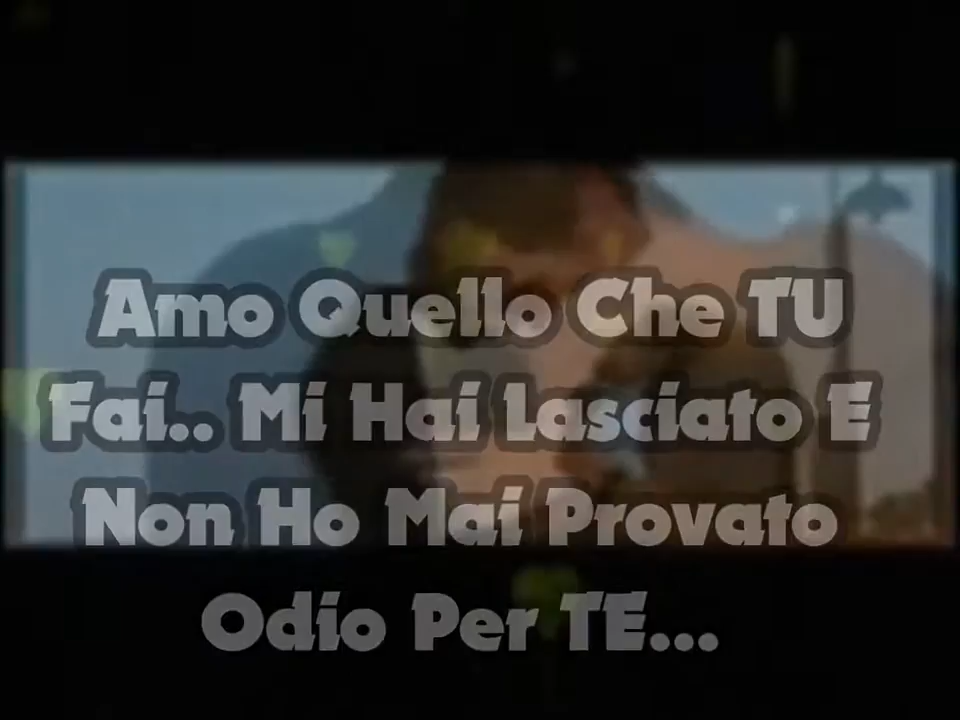 Amo Quello Che TU
Fai.. Mi Hai Lasciato E
Non Ho Mai Provato
Odio Per TE...